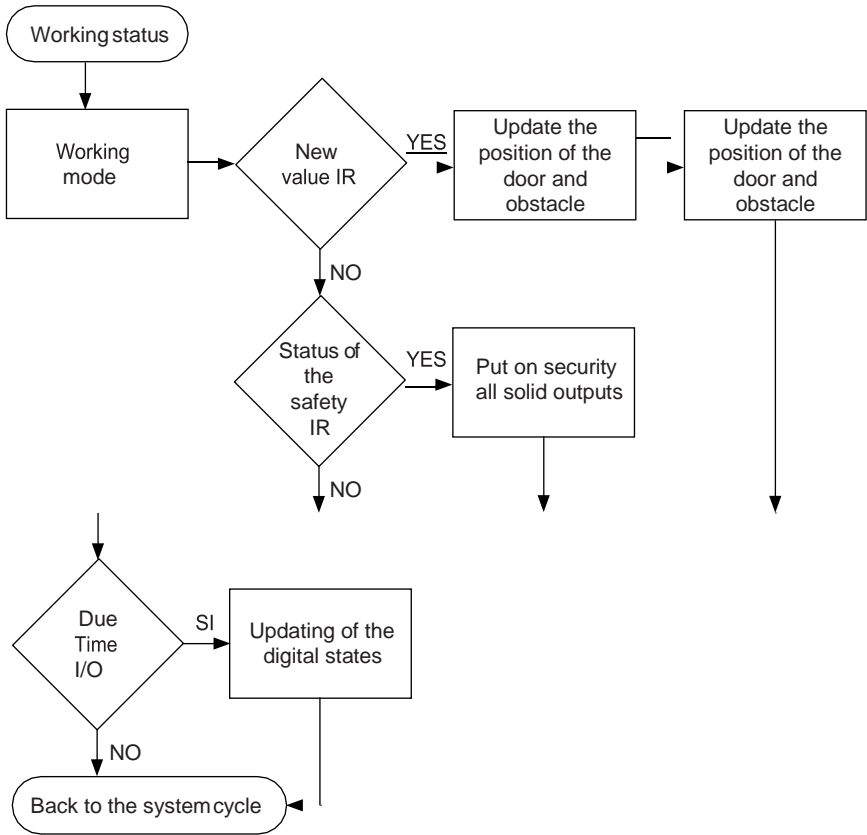 Working status
Working
mode
New
value IR
YES
Update the
position of the
door and
obstacle
Update the
position of the
door and
obstacle
NO
Status of
the
safety
IR
YES
Put on security
all solid outputs
NO
Due
Time
I/O
SI
Updating of the
digital states
NO
Back to the system cycle